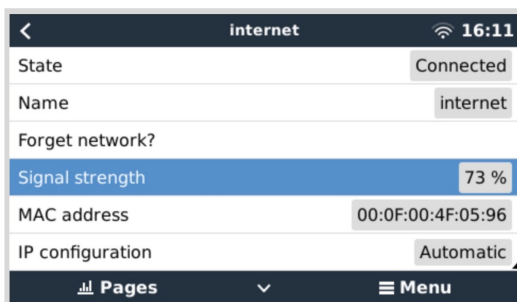 internet 16:11
State Connected
Name internet
Forget network?
Signal strength 73 %
MAC address 00:0F:00:4F:05:96
IP configuration Automatic
Pages Menu